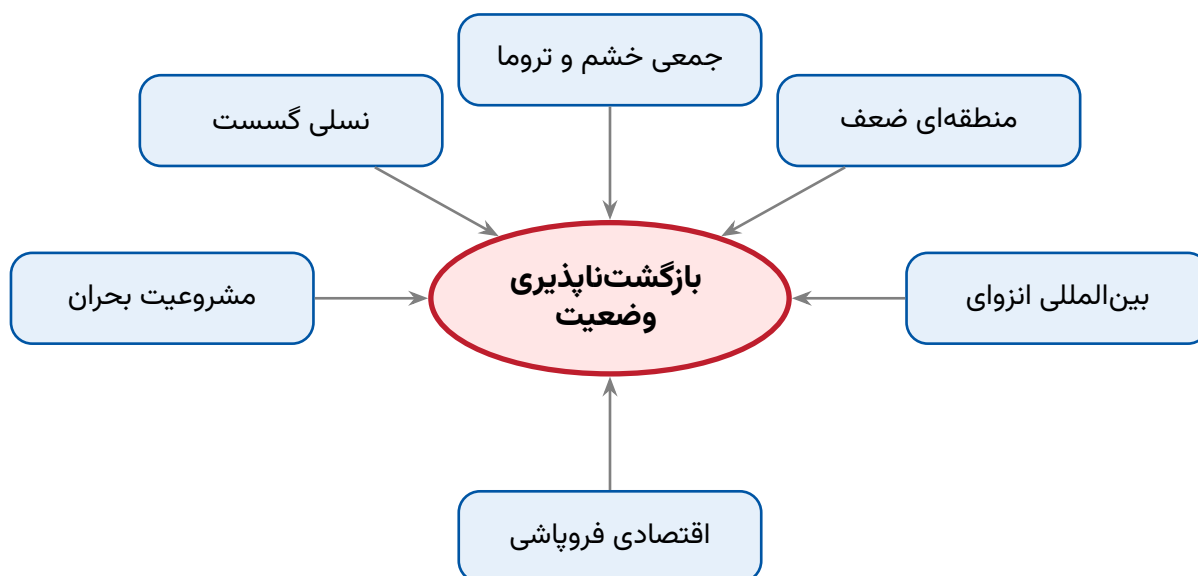 جمعی خشم و تروما
منطقه‌ای ضعف
نسلی گسست
بین‌المللی انزوای
بازگشت‌ناپذیری
وضعیت
مشروعیت بحران
اقتصادی فروپاشی